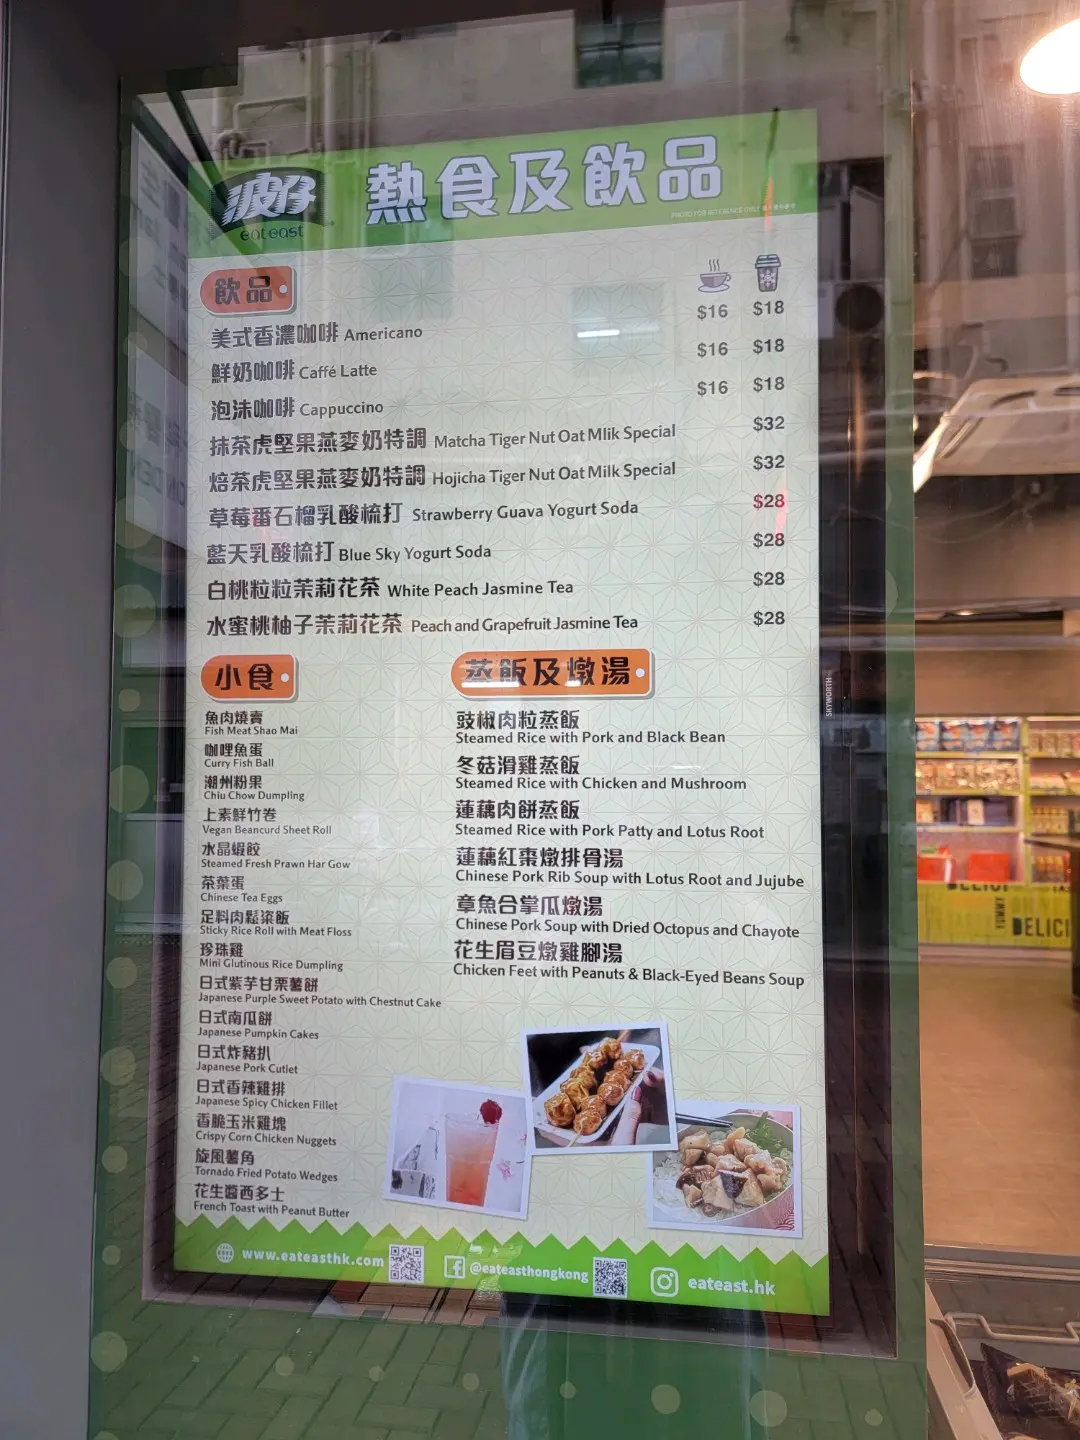 波仔
eateast
熱食及飲品
PHOTO FOR REFERENCE ONLY
飲品
美式香濃咖啡 Americano $16 $18
鮮奶咖啡 Caffé Latte $16 $18
泡沫咖啡 Cappuccino $16 $18
抹茶虎堅果燕麥奶特調 Matcha Tiger Nut Oat Mlik Special $32
焙茶虎堅果燕麥奶特調 Hojicha Tiger Nut Oat Milk Special $32
草莓番石榴乳酸梳打 Strawberry Guava Yogurt Soda $28
藍天乳酸梳打 Blue Sky Yogurt Soda $28
白桃粒粒茉莉花茶 White Peach Jasmine Tea $28
水蜜桃柚子茉莉花茶 Peach and Grapefruit Jasmine Tea $28
小食
魚肉燒賣
Fish Meat Shao Mai
咖哩魚蛋
Curry Fish Ball
潮州粉果
Chiu Chow Dumpling
上素鮮竹卷
Vegan Beancurd Sheet Roll
水晶蝦餃
Steamed Fresh Prawn Har Gow
茶葉蛋
Chinese Tea Eggs
足料肉鬆粢飯
Sticky Rice Roll with Meat Floss
珍珠雞
Mini Glutinous Rice Dumpling
日式紫芋甘栗薯餅
Japanese Purple Sweet Potato with Chestnut Cake
日式南瓜餅
Japanese Pumpkin Cakes
日式炸豬扒
Japanese Pork Cutlet
日式香辣雞排
Japanese Spicy Chicken Fillet
香脆玉米雞塊
Crispy Corn Chicken Nuggets
旋風薯角
Tornado Fried Potato Wedges
花生醬西多士
French Toast with Peanut Butter
蒸飯及燉湯
豉椒肉粒蒸飯
Steamed Rice with Pork and Black Bean
冬菇滑雞蒸飯
Steamed Rice with Chicken and Mushroom
蓮藕肉餅蒸飯
Steamed Rice with Pork Patty and Lotus Root
蓮藕紅棗燉排骨湯
Chinese Pork Rib Soup with Lotus Root and Jujube
章魚合掌瓜燉湯
Chinese Pork Soup with Dried Octopus and Chayote
花生眉豆燉雞腳湯
Chicken Feet with Peanuts & Black-Eyed Beans Soup
www.eateasthk.com
@eateasthongkong
eateast.hk
SKYWORTH
YUMMY
DELICI